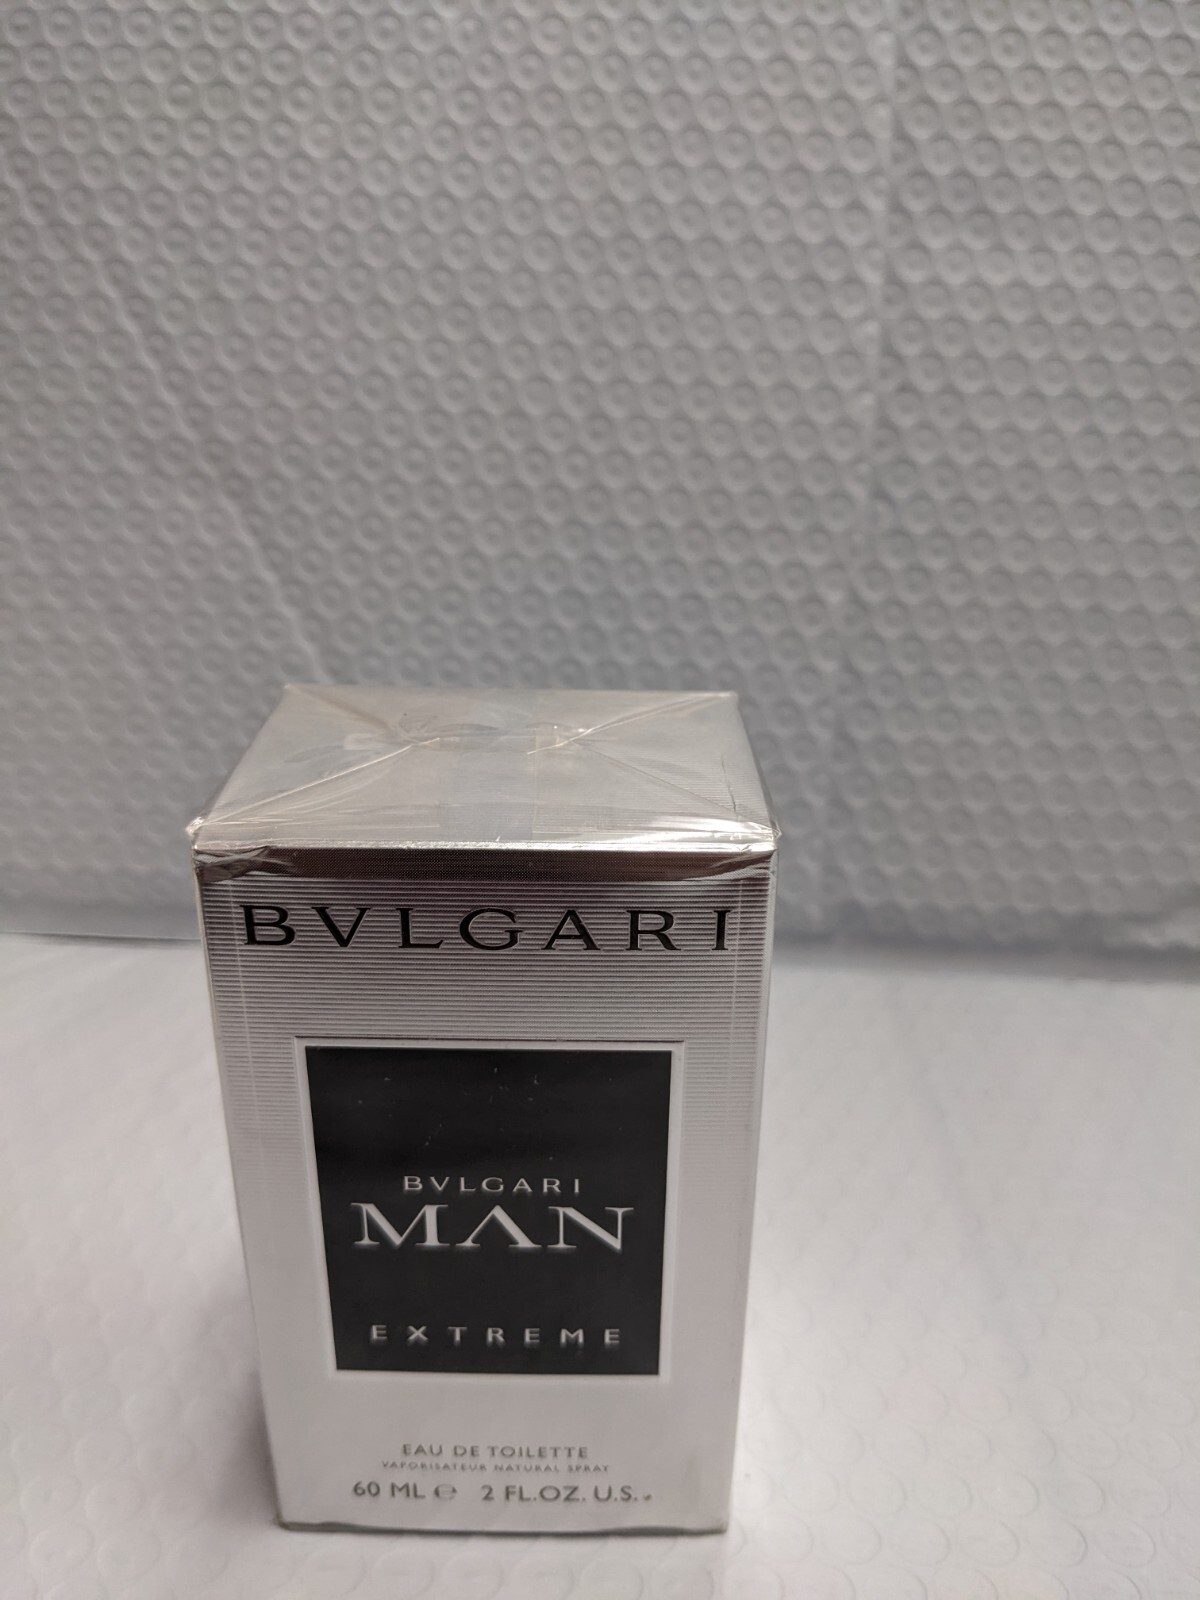 BVLGARI
BVLGARI
MAN
EXTREME
EAU DE TOILETTE
VAPORISATEUR NATURAL SPRAY
60 ML ℮ 2 FL.OZ. U.S.